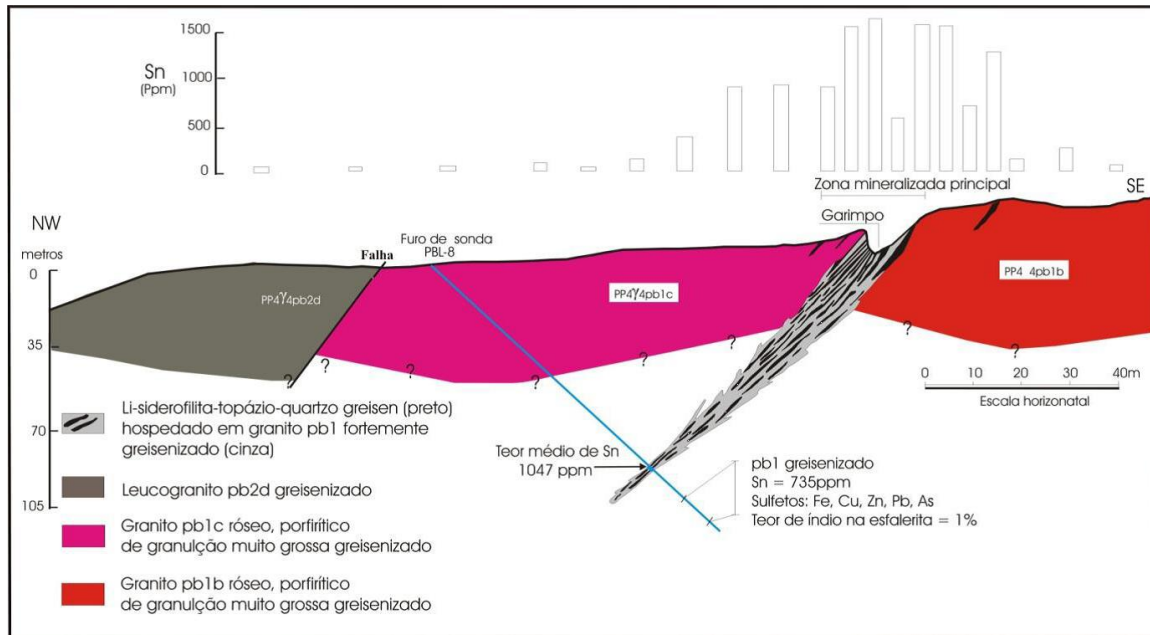 1500
Sn
(Ppm)
1000
500
0
Zona mineralizada principal
SE
NW
Garimpo
metros
Furo de sonda
PBL-8
Falha
0
PP4γ4pb2d
PP4γ4pb1c
PP4 4pb1b
35
?
?
?
?
?
?
?
0 10 20 30 40m
Escala horizonatal
Li-siderofilita-topázio-quartzo greisen (preto)
hospedado em granito pb1 fortemente
greisenizado (cinza)
70
Teor médio de Sn
1047 ppm
pb1 greisenizado
Sn = 735ppm
Sulfetos: Fe, Cu, Zn, Pb, As
Teor de índio na esfalerita = 1%
Leucogranito pb2d greisenizado
105
Granito pb1c róseo, porfirítico
de granulção muito grossa greisenizado
Granito pb1b róseo, porfirítico
de granulção muito grossa greisenizado